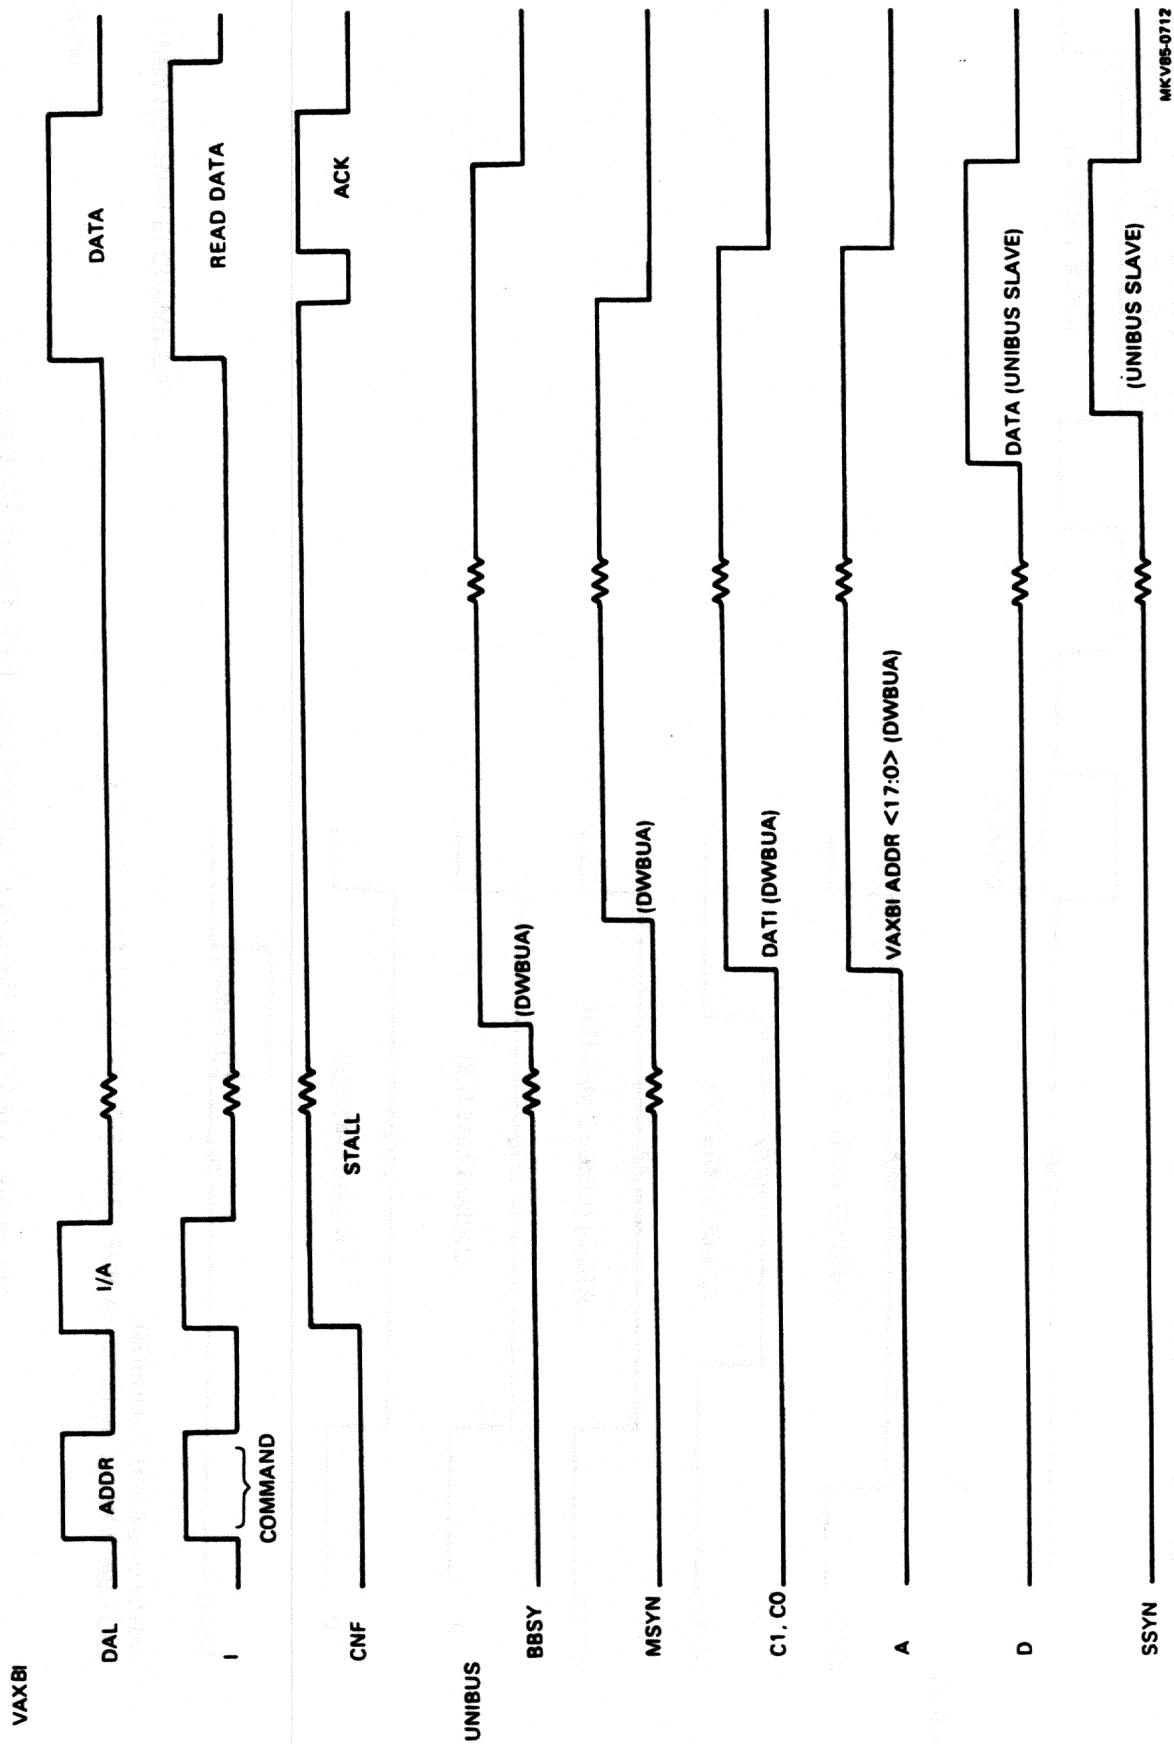 VAXBI
DAL
ADDR
I/A
DATA
I
COMMAND
READ DATA
CNF
STALL
ACK
UNIBUS
BBSY
(DWBUA)
MSYN
(DWBUA)
C1, C0
DATI (DWBUA)
A
VAXBI ADDR <17:0> (DWBUA)
D
DATA (UNIBUS SLAVE)
SSYN
(UNIBUS SLAVE)
MKV85-0712